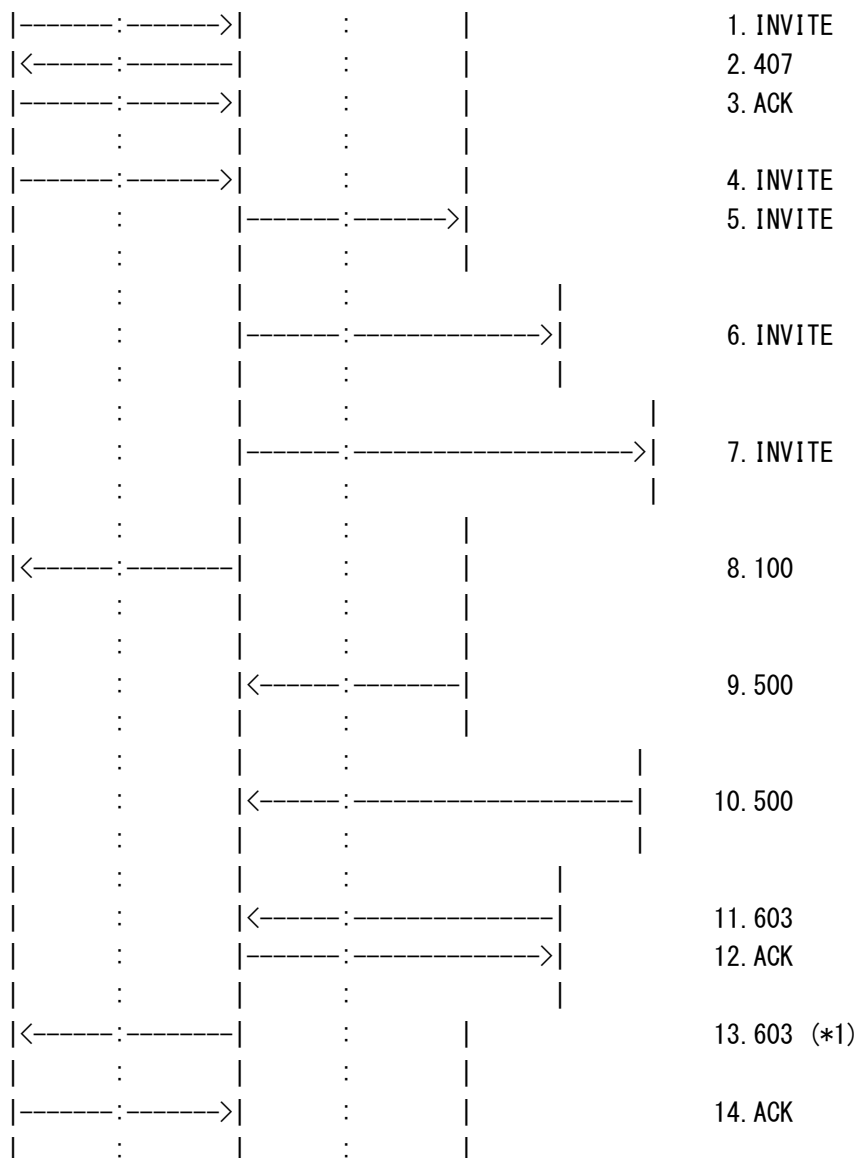 1. INVITE
2. 407
3. ACK
4. INVITE
5. INVITE
6. INVITE
7. INVITE
8. 100
9. 500
10. 500
11. 603
12. ACK
13. 603 (*1)
14. ACK